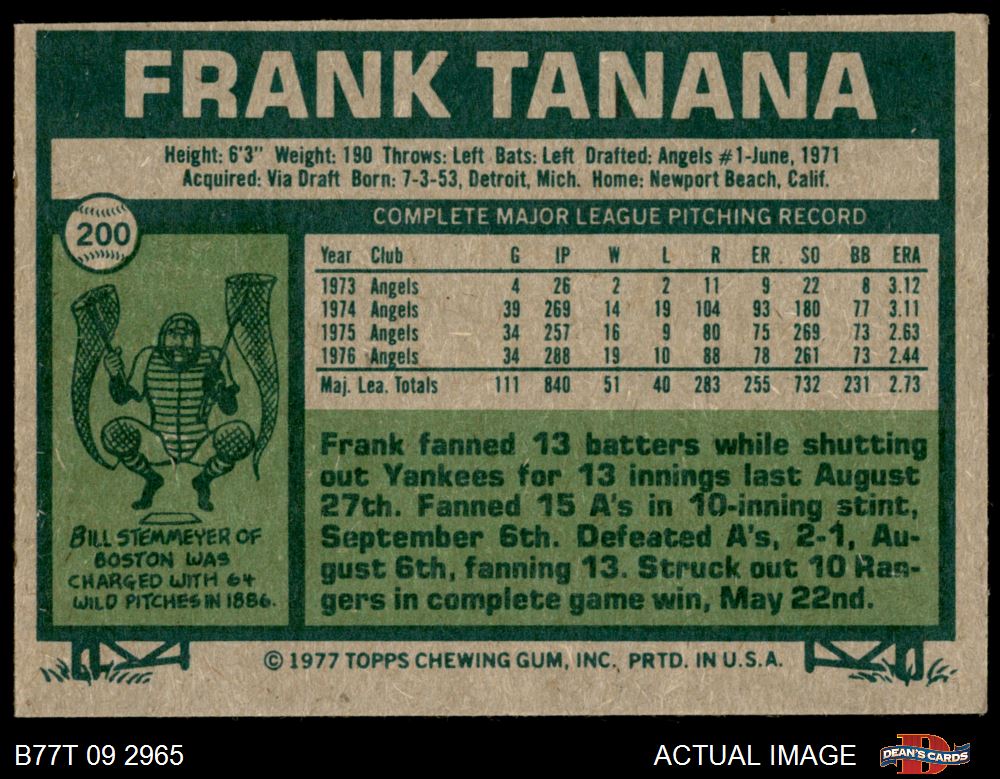 FRANK TANANA
Height: 6'3" Weight: 190 Throws: Left Bats: Left Drafted: Angels #1-June, 1971
Acquired: Via Draft Born: 7-3-53, Detroit, Mich. Home: Newport Beach, Calif.
200
COMPLETE MAJOR LEAGUE PITCHING RECORD
Year Club G IP W L R ER SO BB ERA
1973 Angels 4 26 2 2 11 9 22 8 3.12
1974 Angels 39 269 14 19 104 93 180 77 3.11
1975 Angels 34 257 16 9 80 75 269 73 2.63
1976 Angels 34 288 19 10 88 78 261 73 2.44
Maj. Lea. Totals 111 840 51 40 283 255 732 231 2.73
BILL STEMMEYER OF
BOSTON WAS
CHARGED WITH 64
WILD PITCHES IN 1886.
Frank fanned 13 batters while shutting
out Yankees for 13 innings last August
27th. Fanned 15 A's in 10-inning stint,
September 6th. Defeated A's, 2-1, Au-
gust 6th, fanning 13. Struck out 10 Ran-
gers in complete game win, May 22nd.
© 1977 TOPPS CHEWING GUM, INC. PRTD. IN U.S.A.
B77T 09 2965
ACTUAL IMAGE
DEAN'S CARDS